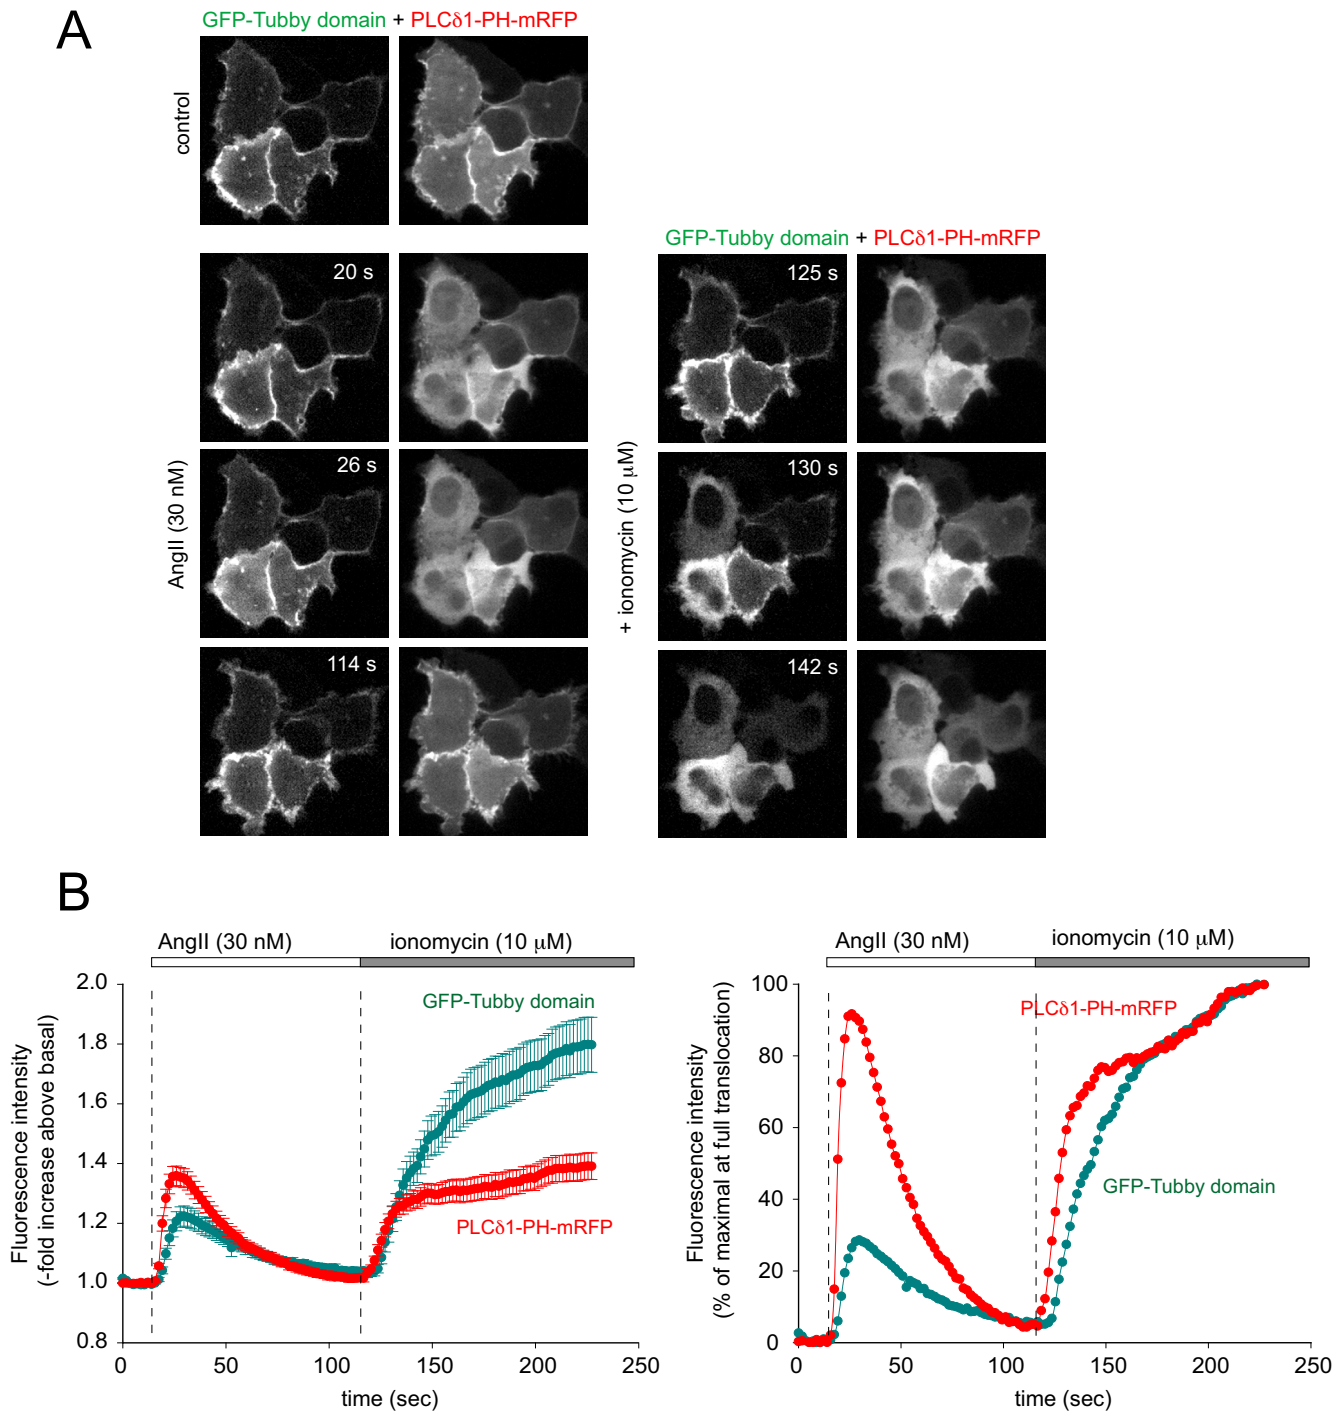 A
GFP-Tubby domain + PLCδ1-PH-mRFP
control
GFP-Tubby domain + PLCδ1-PH-mRFP
AngII (30 nM)
20 s
26 s
114 s
+ ionomycin (10 μM)
125 s
130 s
142 s
B
AngII (30 nM)
ionomycin (10 μM)
Fluorescence intensity
(-fold increase above basal)
2.0
1.8
1.6
1.4
1.2
1.0
0.8
GFP-Tubby domain
PLCδ1-PH-mRFP
0 50 100 150 200 250
time (sec)
AngII (30 nM)
ionomycin (10 μM)
Fluorescence intensity
(% of maximal at full translocation)
100
80
60
40
20
0
PLCδ1-PH-mRFP
GFP-Tubby domain
0 50 100 150 200 250
time (sec)